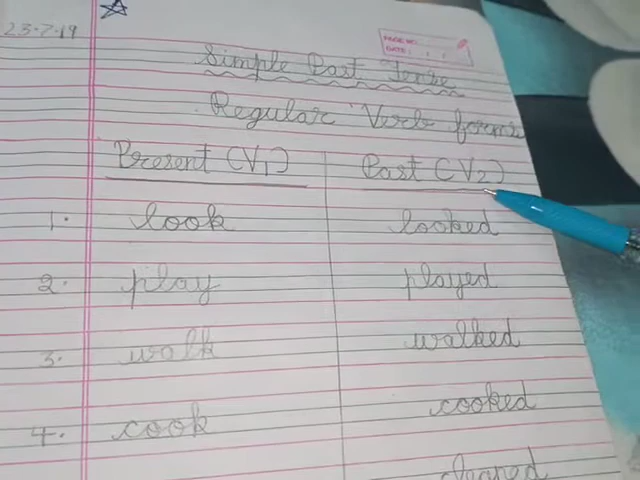 23-7-19
PAGE NO.:
DATE: . .
Simple Past Tense
Regular Verb forms
Present (V1) Past (V2)
1. look looked
2. play played
3. walk walked
4. cook cooked
cleaned